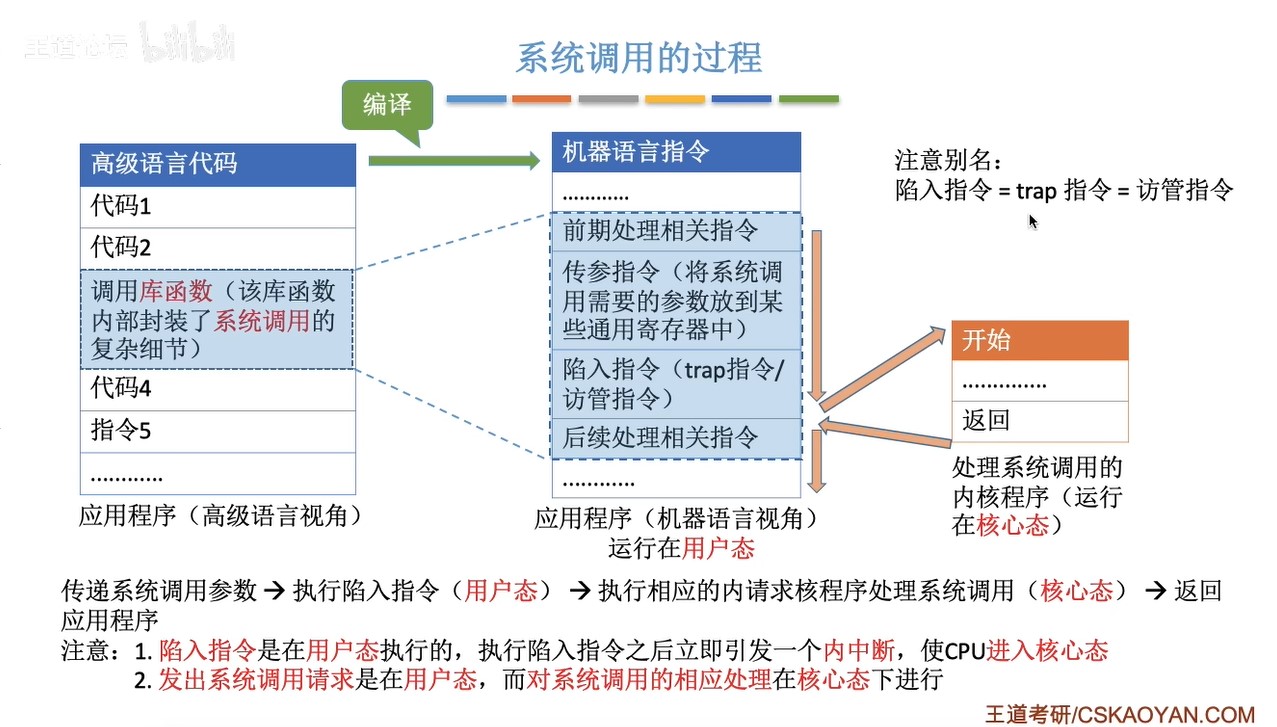 王道论坛 bilibili
系统调用的过程
编译
高级语言代码
代码1
代码2
调用库函数（该库函数
内部封装了系统调用的
复杂细节）
代码4
指令5
…………
应用程序（高级语言视角）
机器语言指令
…………
前期处理相关指令
传参指令（将系统调
用需要的参数放到某
些通用寄存器中）
陷入指令（trap指令/
访管指令）
后续处理相关指令
…………
应用程序（机器语言视角）
运行在用户态
注意别名：
陷入指令 = trap 指令 = 访管指令
开始
…………..
返回
处理系统调用的
内核程序（运行
在核心态）
传递系统调用参数 → 执行陷入指令（用户态） → 执行相应的内请求核程序处理系统调用（核心态） → 返回
应用程序
注意：1. 陷入指令是在用户态执行的，执行陷入指令之后立即引发一个内中断，使CPU进入核心态
2. 发出系统调用请求是在用户态，而对系统调用的相应处理在核心态下进行
王道考研/CSKAOYAN.COM